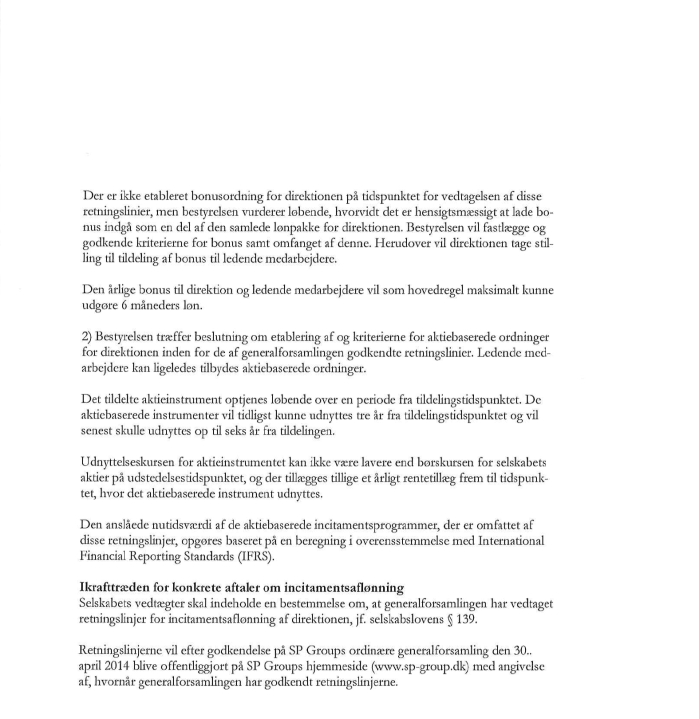 Der er ikke etableret bonusordning for direktionen på tidspunktet for vedtagelsen af disse
retningslinier, men bestyrelsen vurderer løbende, hvorvidt det er hensigtsmæssigt at lade bo-
nus indgå som en del af den samlede lønpakke for direktionen. Bestyrelsen vil fastlægge og
godkende kriterierne for bonus samt omfanget af denne. Herudover vil direktionen tage stil-
ling til tildeling af bonus til ledende medarbejdere.
Den årlige bonus til direktion og ledende medarbejdere vil som hovedregel maksimalt kunne
udgøre 6 måneders løn.
2) Bestyrelsen træffer beslutning om etablering af og kriterierne for aktiebaserede ordninger
for direktionen inden for de af generalforsamlingen godkendte retningslinier. Ledende med-
arbejdere kan ligeledes tilbydes aktiebaserede ordninger.
Det tildelte aktieinstrument optjenes løbende over en periode fra tildelingstidspunktet. De
aktiebaserede instrumenter vil tidligst kunne udnyttes tre år fra tildelingstidspunktet og vil
senest skulle udnyttes op til seks år fra tildelingen.
Udnyttelseskursen for aktieinstrumentet kan ikke være lavere end børskursen for selskabets
aktier på udstedelsestidspunktet, og der tillægges tillige et årligt rentetillæg frem til tidspunk-
tet, hvor det aktiebaserede instrument udnyttes.
Den anslåede nutidsværdi af de aktiebaserede incitamentsprogrammer, der er omfattet af
disse retningslinjer, opgøres baseret på en beregning i overensstemmelse med International
Financial Reporting Standards (IFRS).
Ikrafttræden for konkrete aftaler om incitamentsaflønning
Selskabets vedtægter skal indeholde en bestemmelse om, at generalforsamlingen har vedtaget
retningslinjer for incitamentsaflønning af direktionen, jf. selskabslovens § 139.
Retningslinjerne vil efter godkendelse på SP Groups ordinære generalforsamling den 30..
april 2014 blive offentliggjort på SP Groups hjemmeside (www.sp-group.dk) med angivelse
af, hvornår generalforsamlingen har godkendt retningslinjerne.